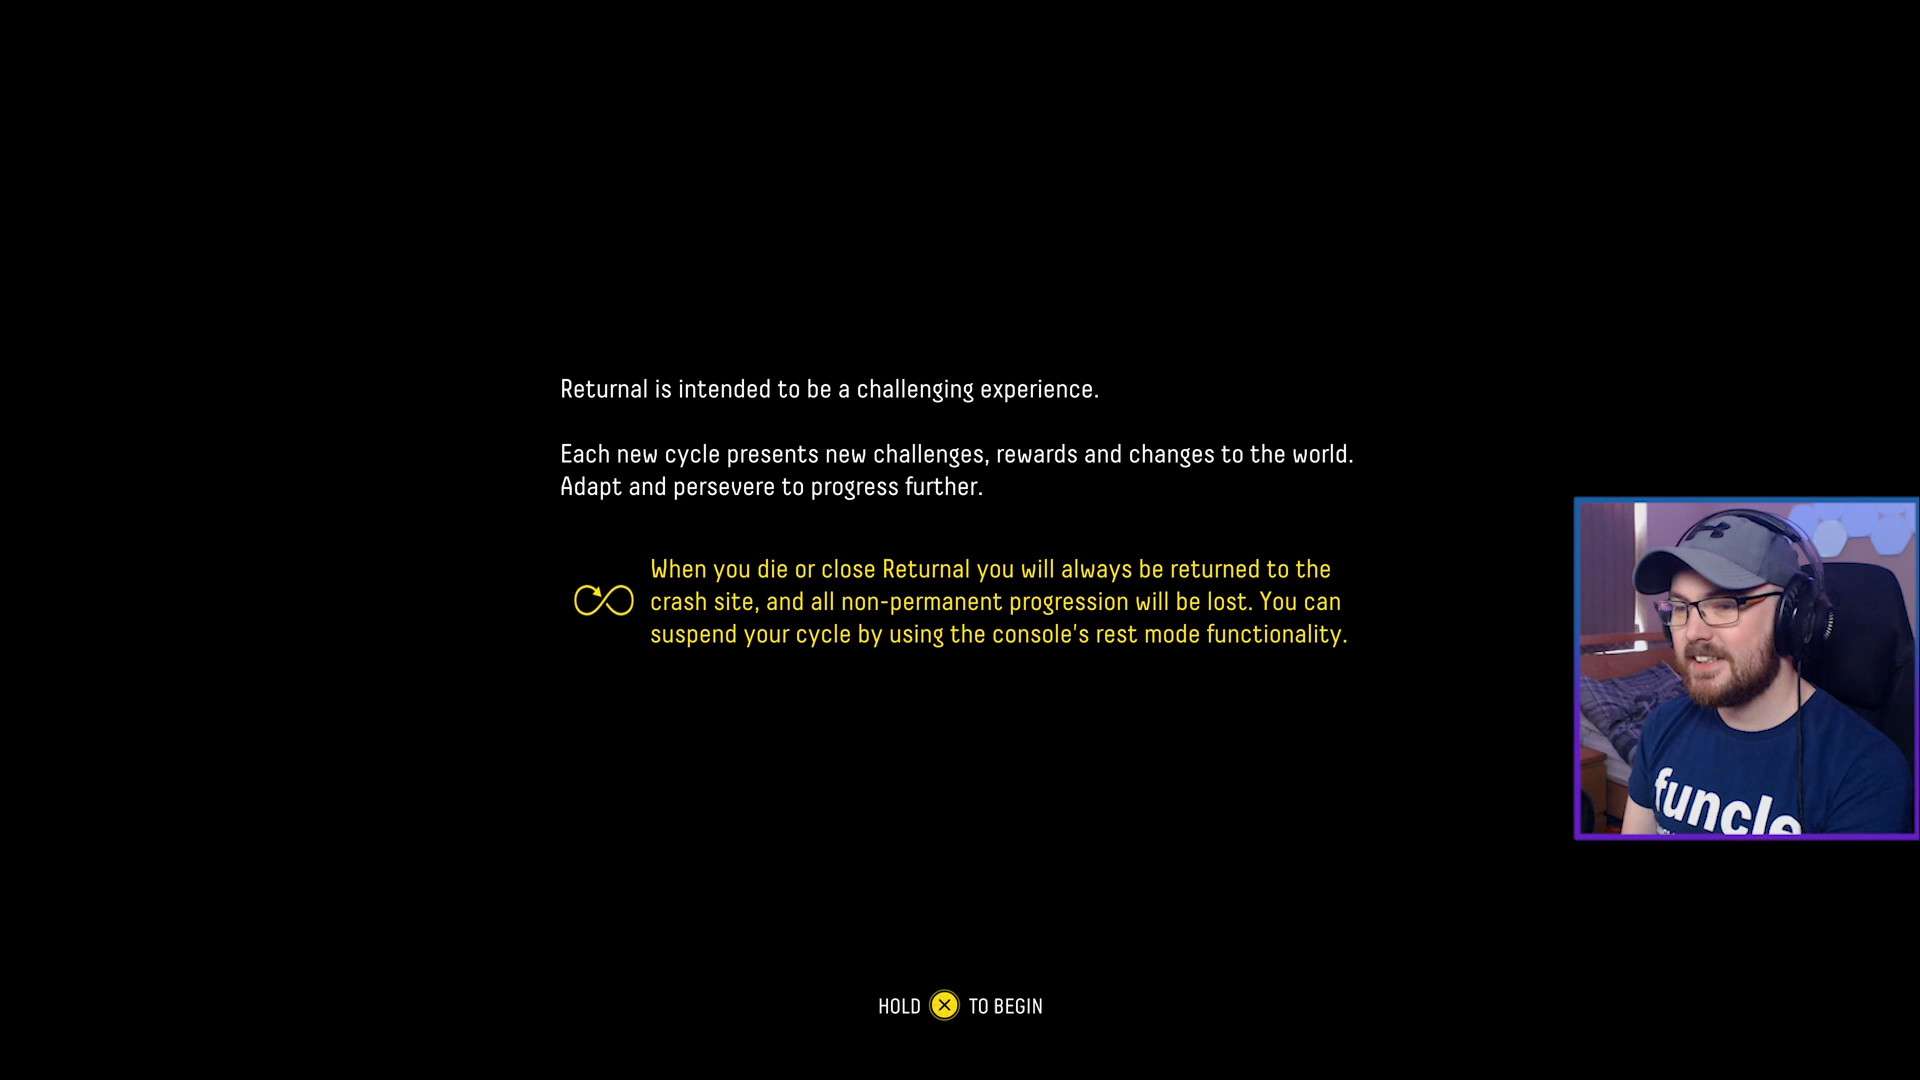 Returnal is intended to be a challenging experience.
Each new cycle presents new challenges, rewards and changes to the world.
Adapt and persevere to progress further.
When you die or close Returnal you will always be returned to the
crash site, and all non-permanent progression will be lost. You can
suspend your cycle by using the console's rest mode functionality.
funcle
HOLD ✕ TO BEGIN